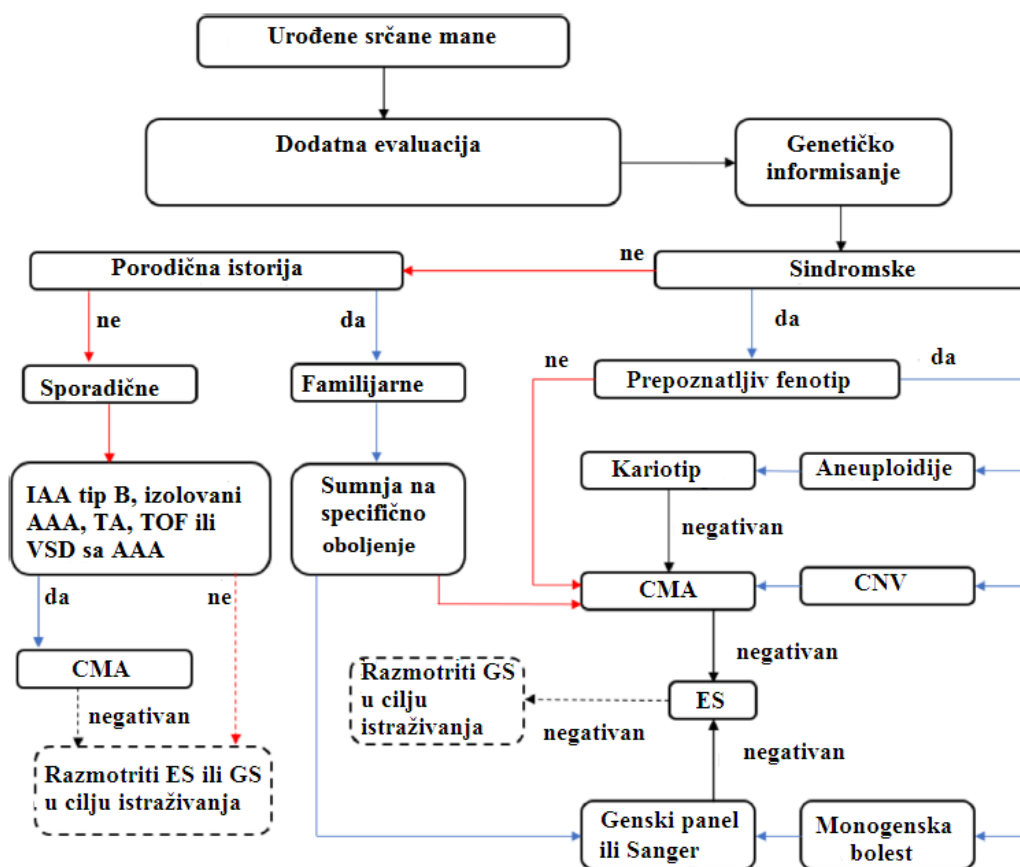 Urođene srčane mane
Dodatna evaluacija
Genetičko
informisanje
Porodična istorija
ne
Sindromske
ne
da
da
ne
da
Sporadične
Familijarne
Prepoznatljiv fenotip
Kariotip
Aneuploidije
IAA tip B, izolovani
AAA, TA, TOF ili
VSD sa AAA
Sumnja na
specifično
oboljenje
negativan
da
ne
CMA
CNV
CMA
negativan
negativan
Razmotriti GS
u cilju
istraživanja
negativan
ES
negativan
Razmotriti ES ili GS
u cilju istraživanja
Genski panel
ili Sanger
Monogenska
bolest